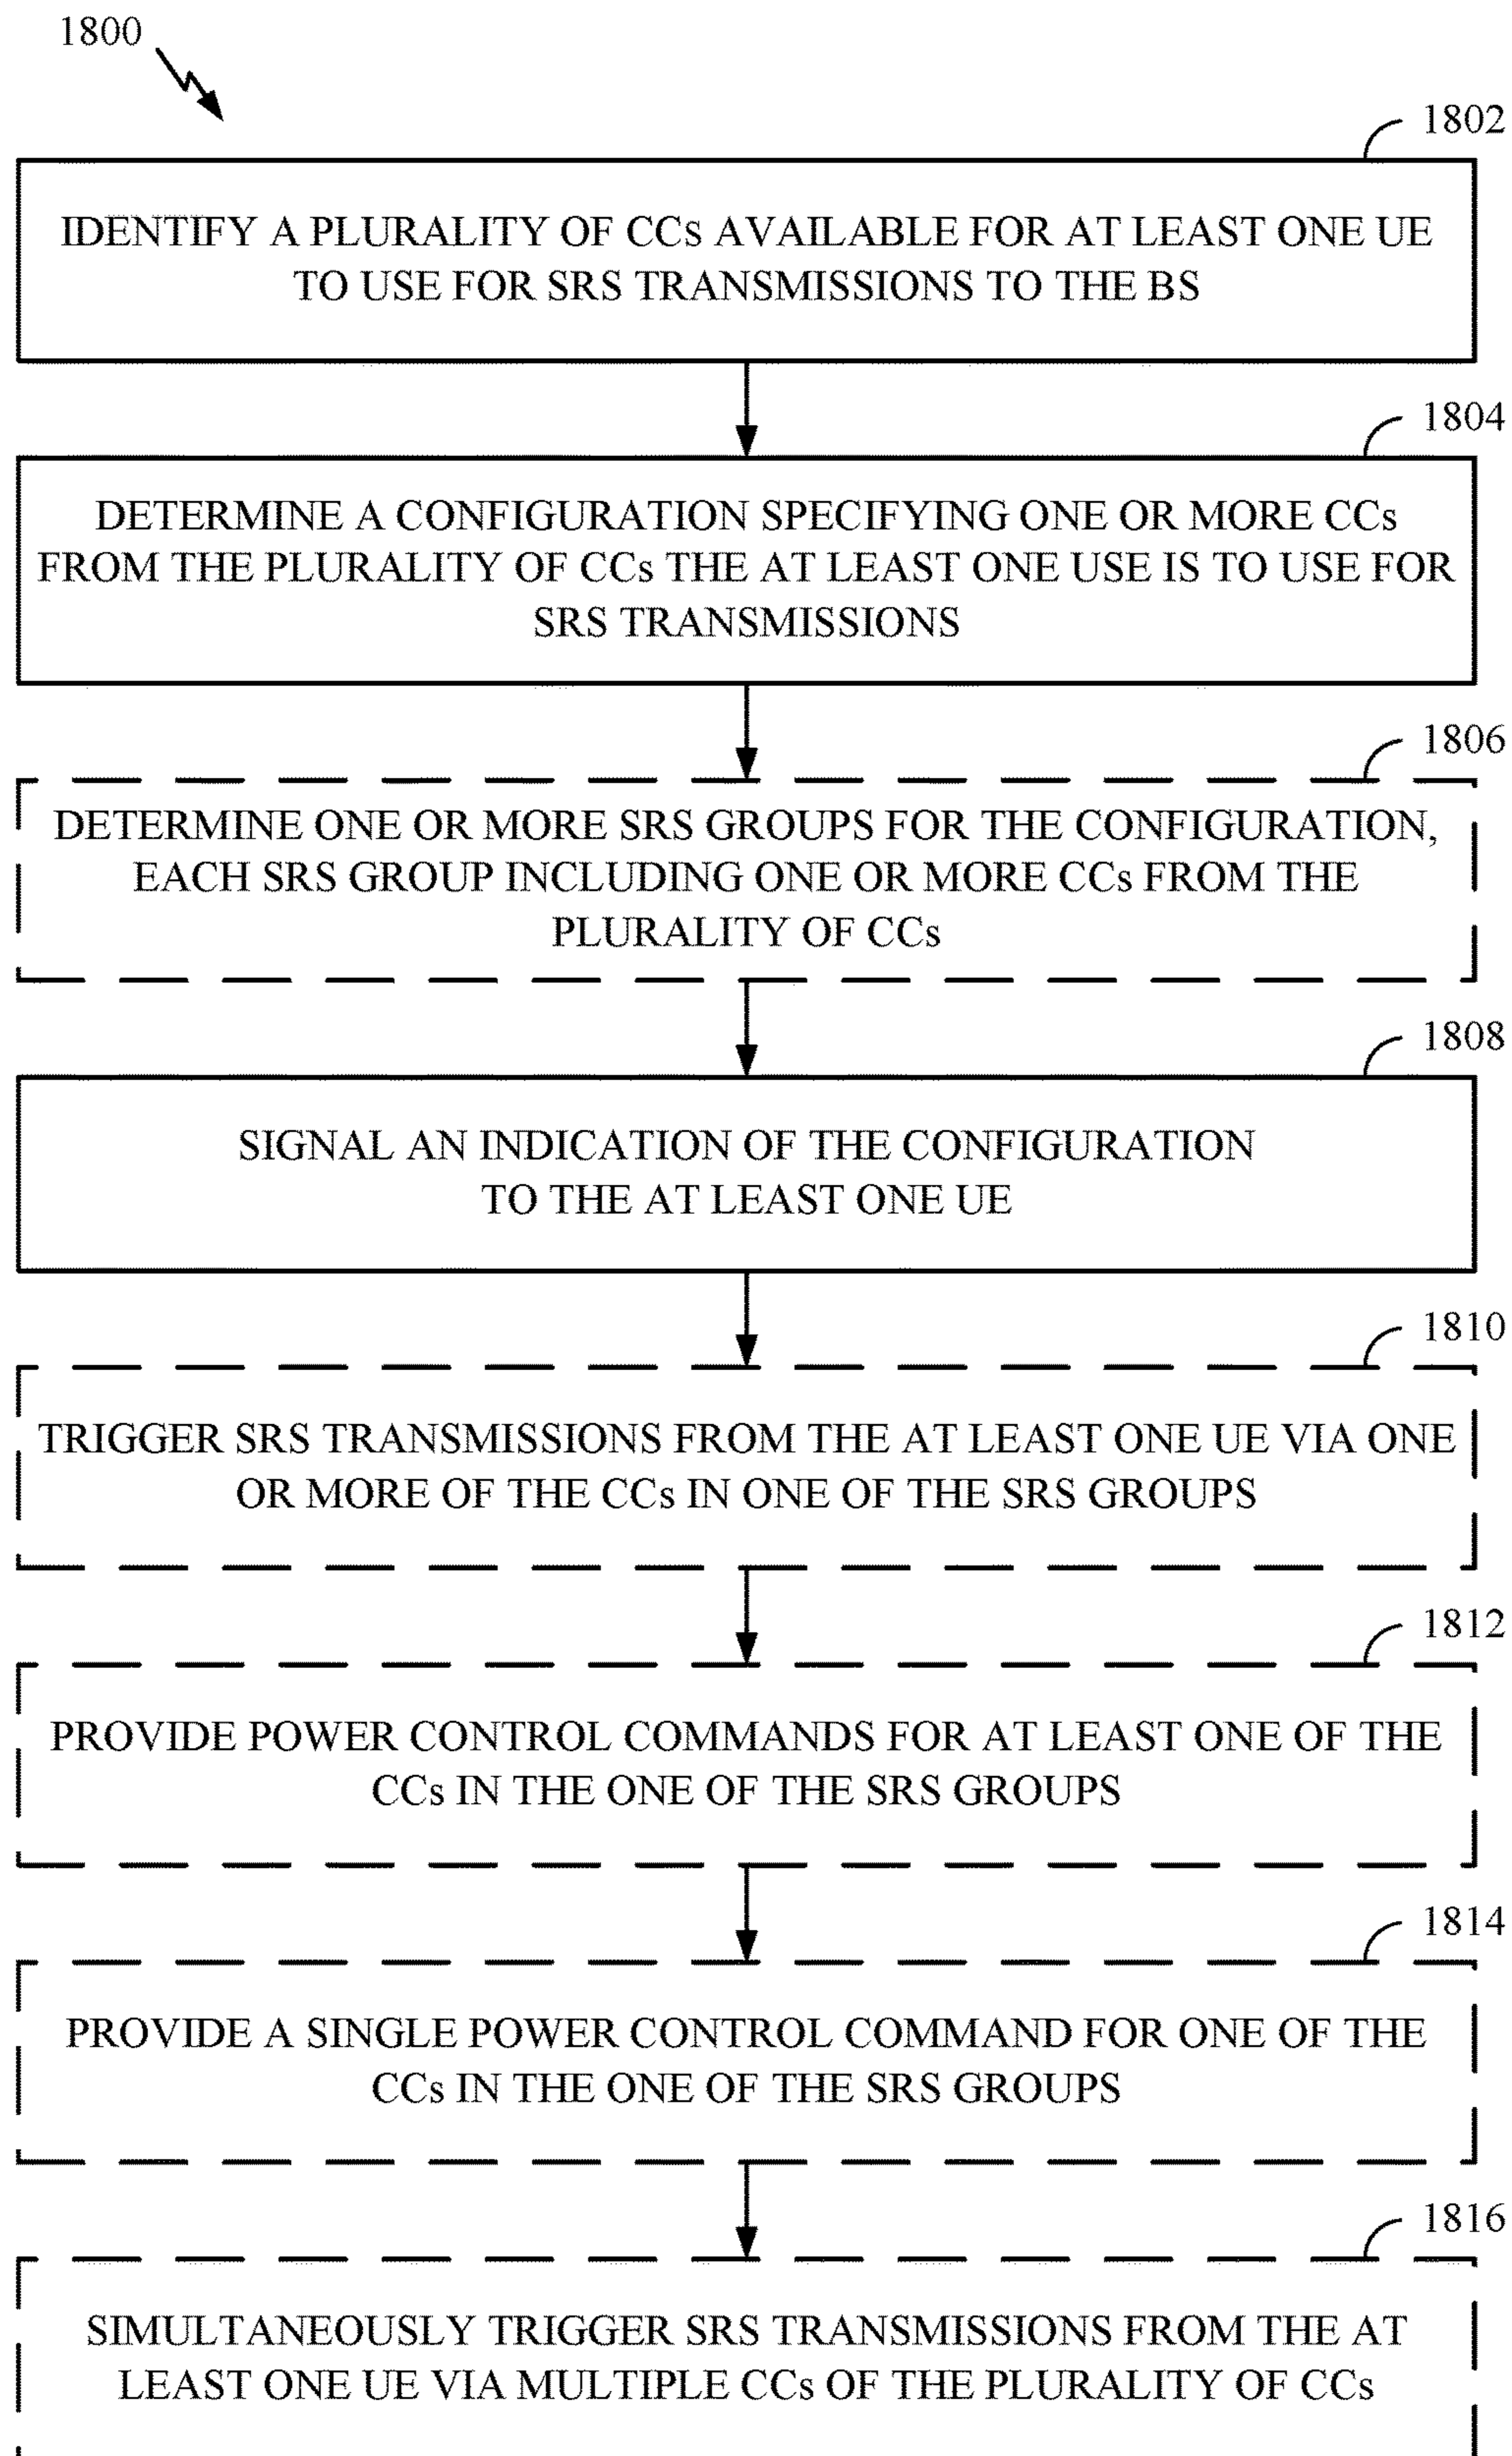 1800
1802
IDENTIFY A PLURALITY OF CCs AVAILABLE FOR AT LEAST ONE UE
TO USE FOR SRS TRANSMISSIONS TO THE BS
1804
DETERMINE A CONFIGURATION SPECIFYING ONE OR MORE CCs
FROM THE PLURALITY OF CCs THE AT LEAST ONE USE IS TO USE FOR
SRS TRANSMISSIONS
1806
DETERMINE ONE OR MORE SRS GROUPS FOR THE CONFIGURATION,
EACH SRS GROUP INCLUDING ONE OR MORE CCs FROM THE
PLURALITY OF CCs
1808
SIGNAL AN INDICATION OF THE CONFIGURATION
TO THE AT LEAST ONE UE
1810
TRIGGER SRS TRANSMISSIONS FROM THE AT LEAST ONE UE VIA ONE
OR MORE OF THE CCs IN ONE OF THE SRS GROUPS
1812
PROVIDE POWER CONTROL COMMANDS FOR AT LEAST ONE OF THE
CCs IN THE ONE OF THE SRS GROUPS
1814
PROVIDE A SINGLE POWER CONTROL COMMAND FOR ONE OF THE
CCs IN THE ONE OF THE SRS GROUPS
1816
SIMULTANEOUSLY TRIGGER SRS TRANSMISSIONS FROM THE AT
LEAST ONE UE VIA MULTIPLE CCs OF THE PLURALITY OF CCs